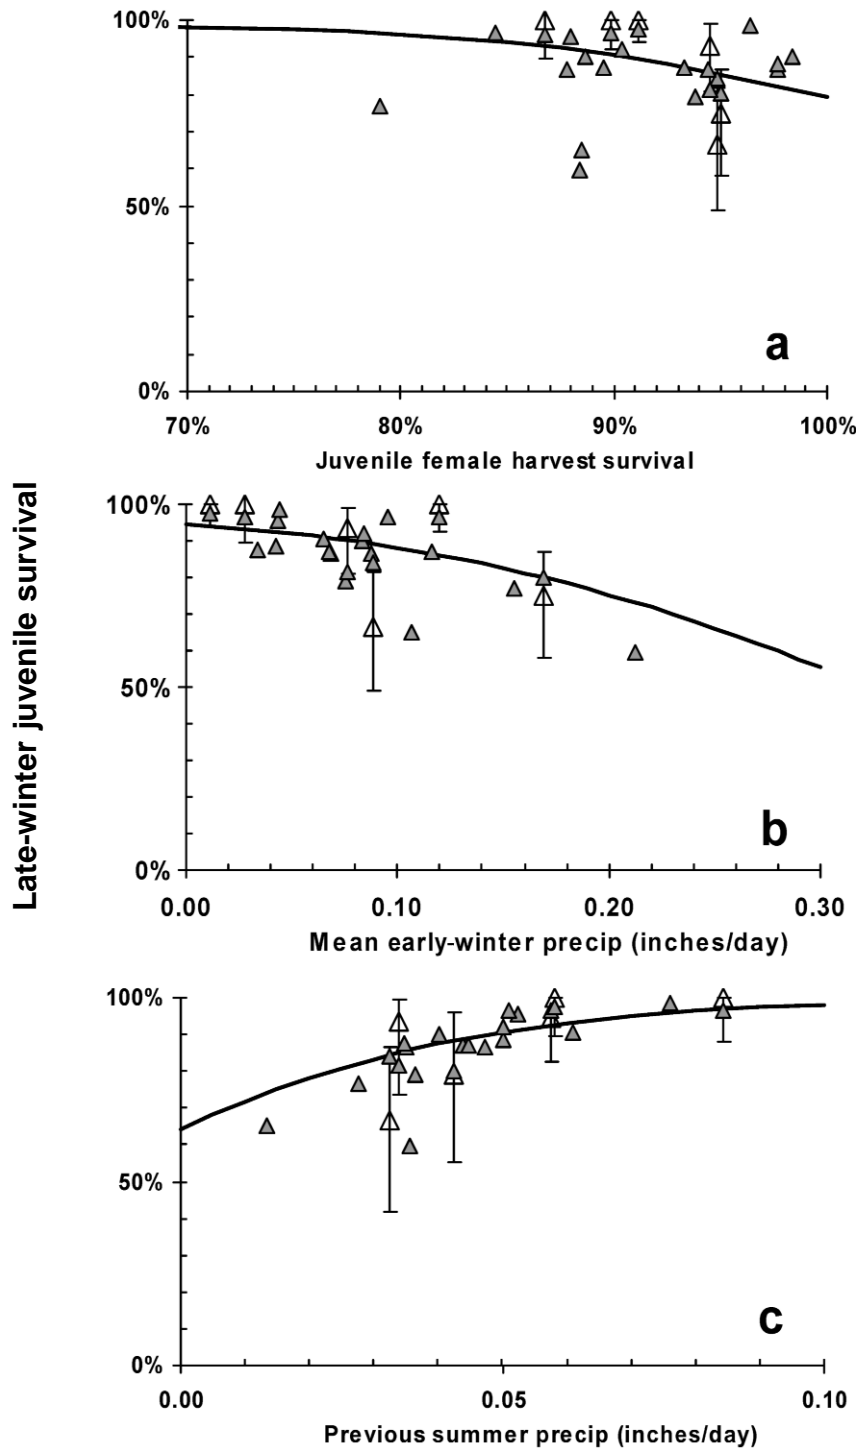 Late-winter juvenile survival
100%
50%
0%
70% 80% 90% 100%
a
Juvenile female harvest survival
100%
50%
0%
0.00 0.10 0.20 0.30
b
Mean early-winter precip (inches/day)
100%
50%
0%
0.00 0.05 0.10
c
Previous summer precip (inches/day)